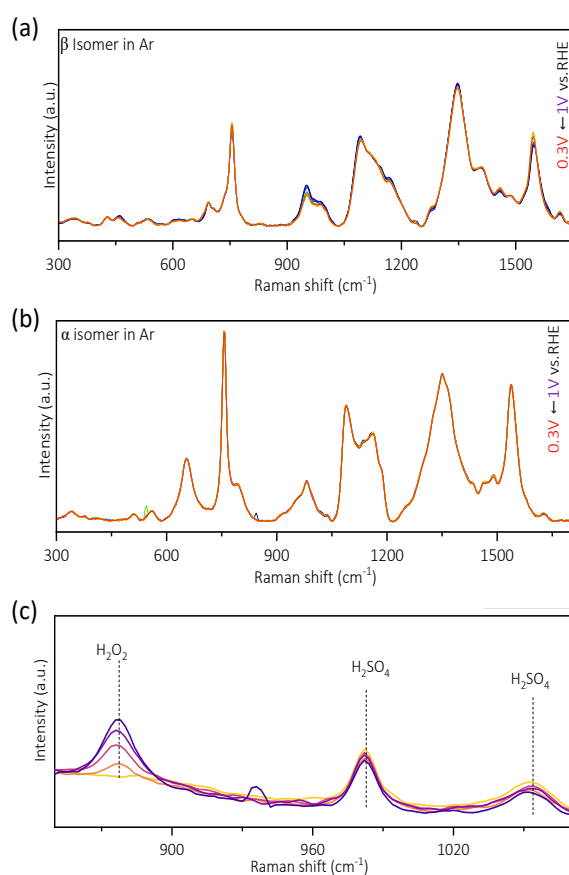 (a)
β Isomer in Ar
Intensity (a.u.)
0.3V ←1V vs.RHE
300 600 900 1200 1500
Raman shift (cm⁻¹)
(b)
α isomer in Ar
Intensity (a.u.)
0.3V ←1V vs.RHE
300 600 900 1200 1500
Raman shift (cm⁻¹)
(c)
H₂O₂
H₂SO₄
H₂SO₄
Intensity (a.u.)
900 960 1020
Raman shift (cm⁻¹)